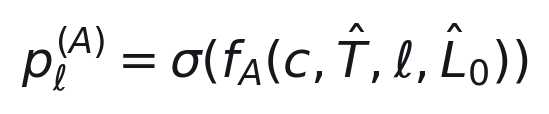 p_ℓ^{(A)} = σ(f_A(c, T̂, ℓ, L̂_0))